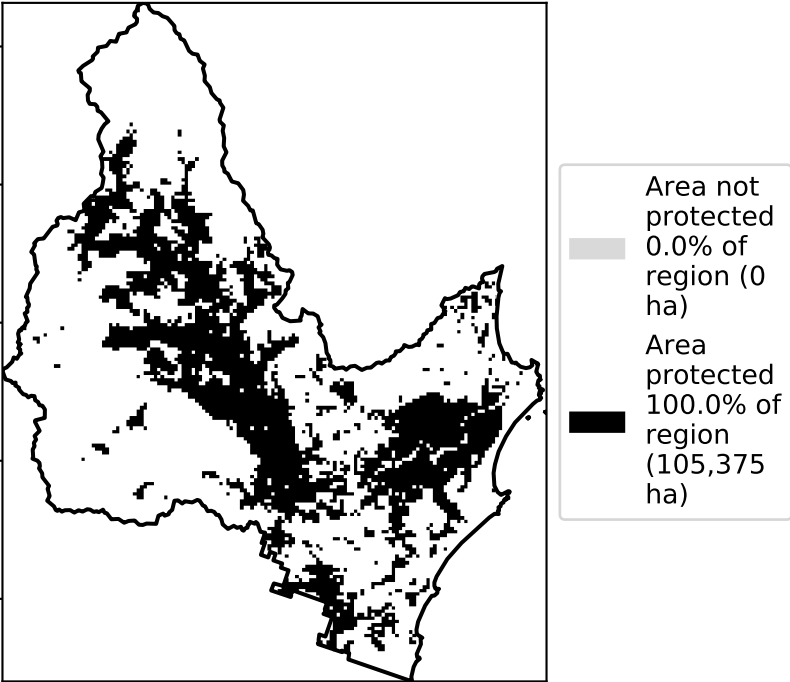 Area not
protected
0.0% of
region (0
ha)
Area
protected
100.0% of
region
(105,375
ha)